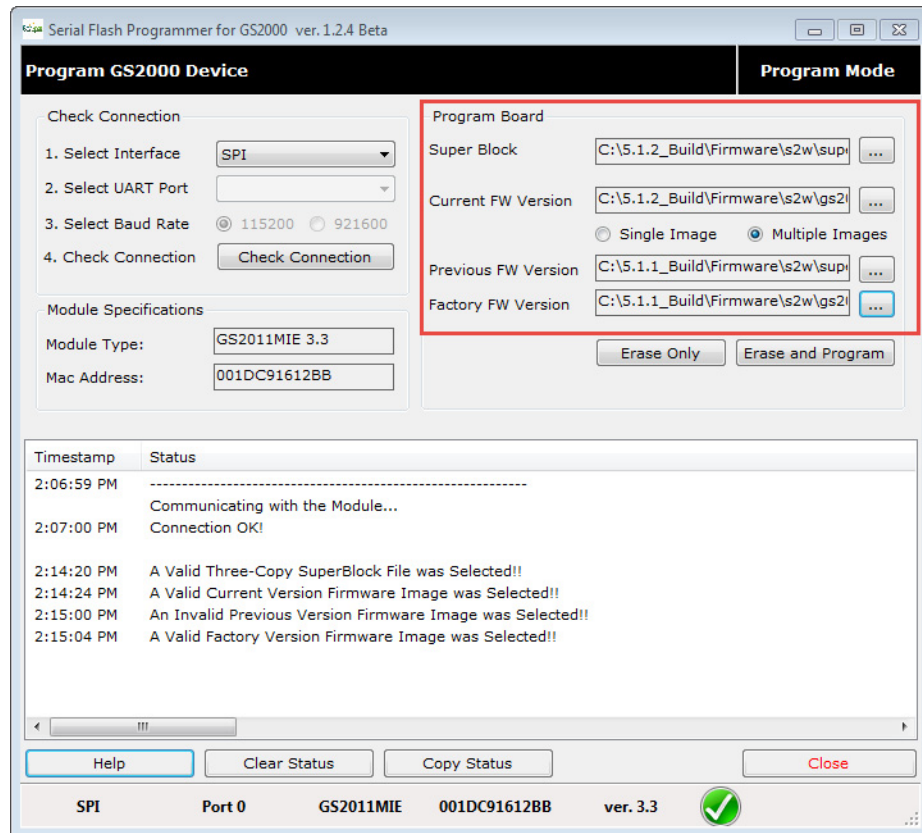 Serial Flash Programmer for GS2000 ver. 1.2.4 Beta
Program GS2000 Device
Program Mode
Check Connection
1. Select Interface
SPI
2. Select UART Port
3. Select Baud Rate
115200
921600
4. Check Connection
Check Connection
Module Specifications
Module Type:
GS2011MIE 3.3
Mac Address:
001DC91612BB
Program Board
Super Block
C:\5.1.2_Build\Firmware\s2w\sup
...
Current FW Version
C:\5.1.2_Build\Firmware\s2w\gs2
...
Single Image
Multiple Images
Previous FW Version
C:\5.1.1_Build\Firmware\s2w\sup
...
Factory FW Version
C:\5.1.1_Build\Firmware\s2w\gs2
...
Erase Only
Erase and Program
Timestamp Status
2:06:59 PM ----------------------------------------------------------
Communicating with the Module...
2:07:00 PM Connection OK!
2:14:20 PM A Valid Three-Copy SuperBlock File was Selected!!
2:14:24 PM A Valid Current Version Firmware Image was Selected!!
2:15:00 PM An Invalid Previous Version Firmware Image was Selected!!
2:15:04 PM A Valid Factory Version Firmware Image was Selected!!
Help
Clear Status
Copy Status
Close
SPI Port 0 GS2011MIE 001DC91612BB ver. 3.3